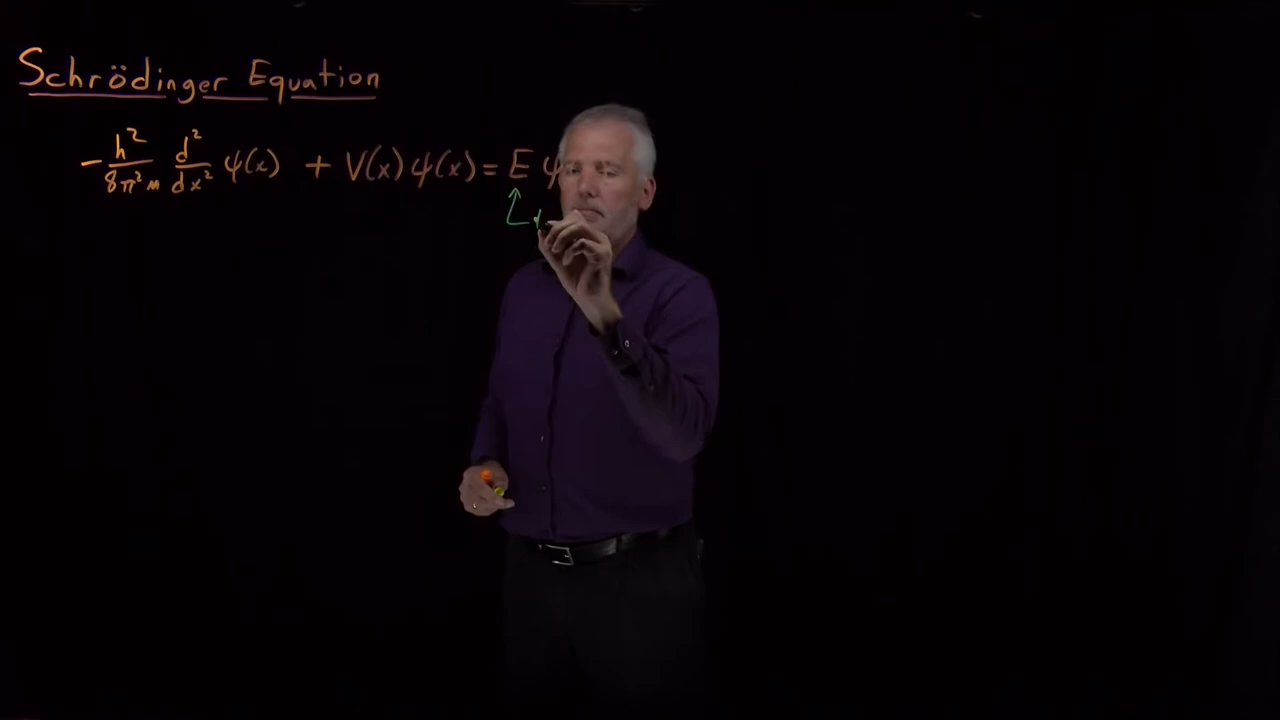 Schrödinger Equation
- h² / 8π²m d² / dx² ψ(x) + V(x) ψ(x) = E ψ